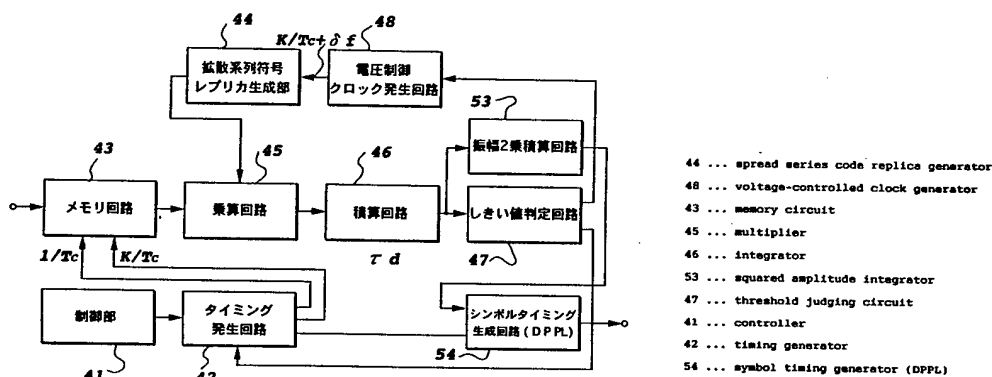 44
拡散系列符号
レプリカ生成部
K/Tc+δf
48
電圧制御
クロック発生回路
53
振幅2乗積算回路
43
メモリ回路
45
乗算回路
46
積算回路
τd
しきい値判定回路
47
1/Tc
K/Tc
制御部
41
タイミング
発生回路
42
シンボルタイミング
生成回路(DPPL)
54
44 ... spread series code replica generator
48 ... voltage-controlled clock generator
43 ... memory circuit
45 ... multiplier
46 ... integrator
53 ... squared amplitude integrator
47 ... threshold judging circuit
41 ... controller
42 ... timing generator
54 ... symbol timing generator (DPPL)